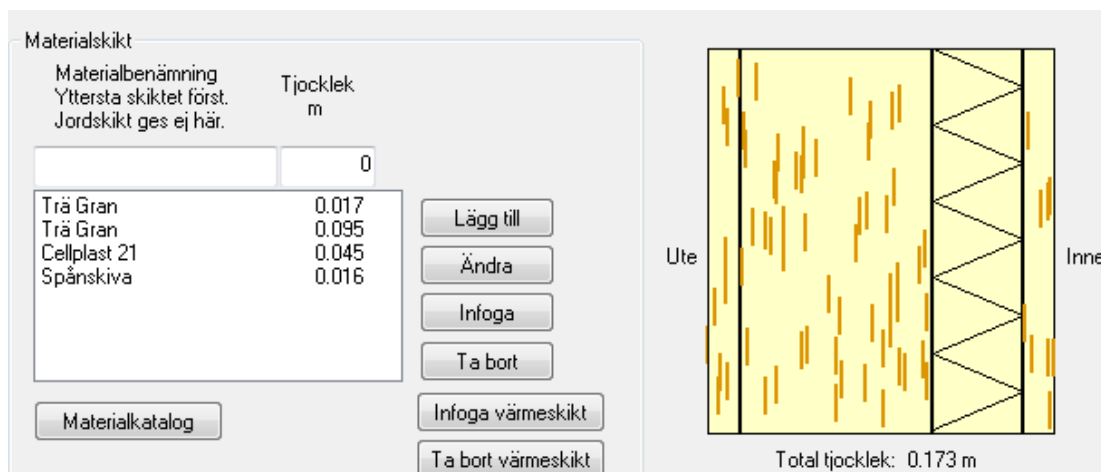 Materialskikt
Materialbenämning
Yttersta skiktet först.
Jordskikt ges ej här.
Tjocklek
m
0
Trä Gran 0.017
Trä Gran 0.095
Cellplast 21 0.045
Spånskiva 0.016
Lägg till
Ändra
Infoga
Ta bort
Materialkatalog
Infoga värmeskikt
Ta bort värmeskikt
Ute
Inne
Total tjocklek: 0.173 m